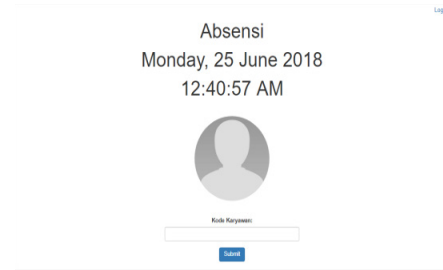 Absensi
Monday, 25 June 2018
12:40:57 AM
Kode Karyawan:
Submit